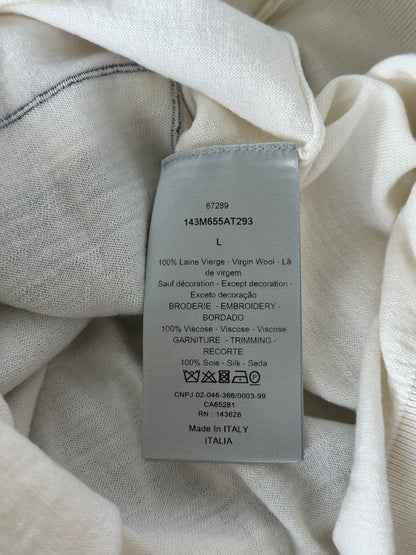 67289
143M655AT293
L
100% Laine Vierge - Virgin Wool - Lã
de virgem
Sauf décoration - Except decoration -
Exceto decoração
BRODERIE - EMBROIDERY -
BORDADO
100% Viscose - Viscose - Viscose
GARNITURE - TRIMMING -
RECORTE
100% Soie - Silk - Seda
CNPJ 02-046-366/0003-99
CA65281
RN : 143628
Made In ITALY
ITALIA